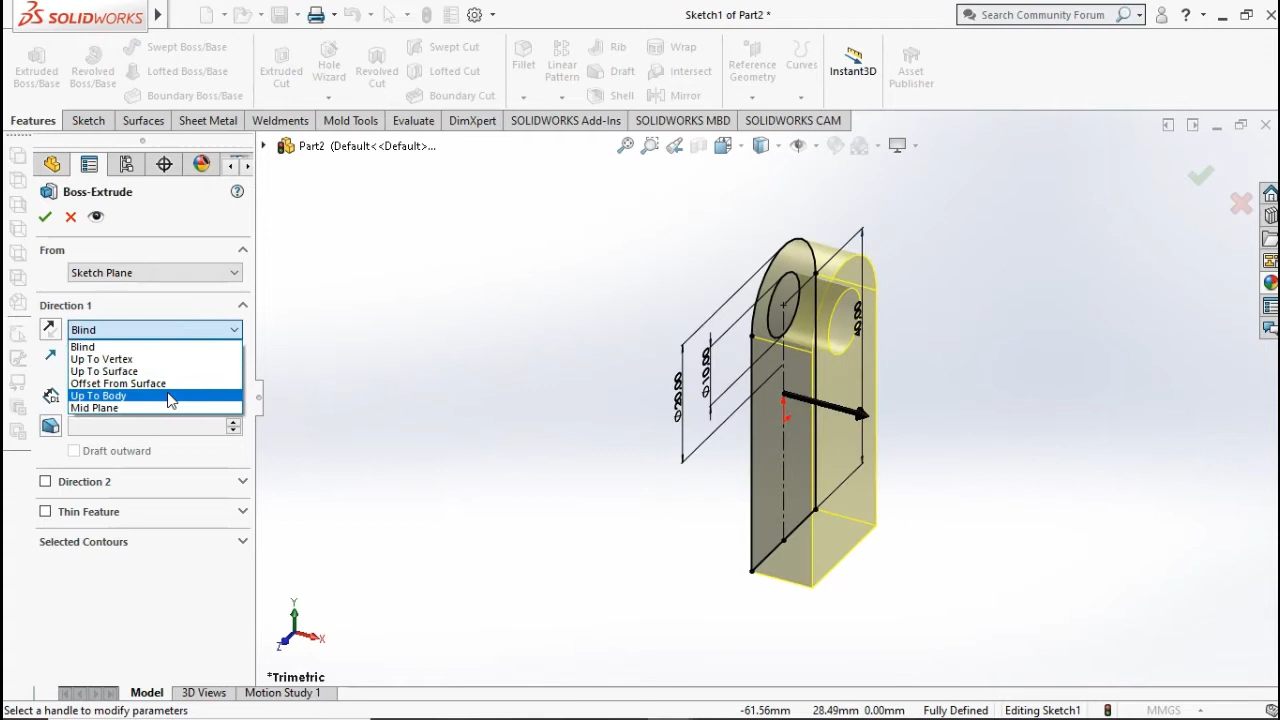 SOLIDWORKS
Sketch1 of Part2 *
Search Community Forum
Extruded Boss/Base
Revolved Boss/Base
Swept Boss/Base
Lofted Boss/Base
Boundary Boss/Base
Extruded Cut
Hole Wizard
Revolved Cut
Swept Cut
Lofted Cut
Boundary Cut
Fillet
Linear Pattern
Rib
Draft
Shell
Wrap
Intersect
Mirror
Reference Geometry
Curves
Instant3D
Asset Publisher
Features
Sketch
Surfaces
Sheet Metal
Weldments
Mold Tools
Evaluate
DimXpert
SOLIDWORKS Add-Ins
SOLIDWORKS MBD
SOLIDWORKS CAM
Part2 (Default<<Default>...
Boss-Extrude
From
Sketch Plane
Direction 1
Blind
Blind
Up To Vertex
Up To Surface
Offset From Surface
Up To Body
Mid Plane
Draft outward
Direction 2
Thin Feature
Selected Contours
Y
X
Z
*Trimetric
Model
3D Views
Motion Study 1
Select a handle to modify parameters
-61.56mm
28.49mm 0.00mm
Fully Defined
Editing Sketch1
MMGS